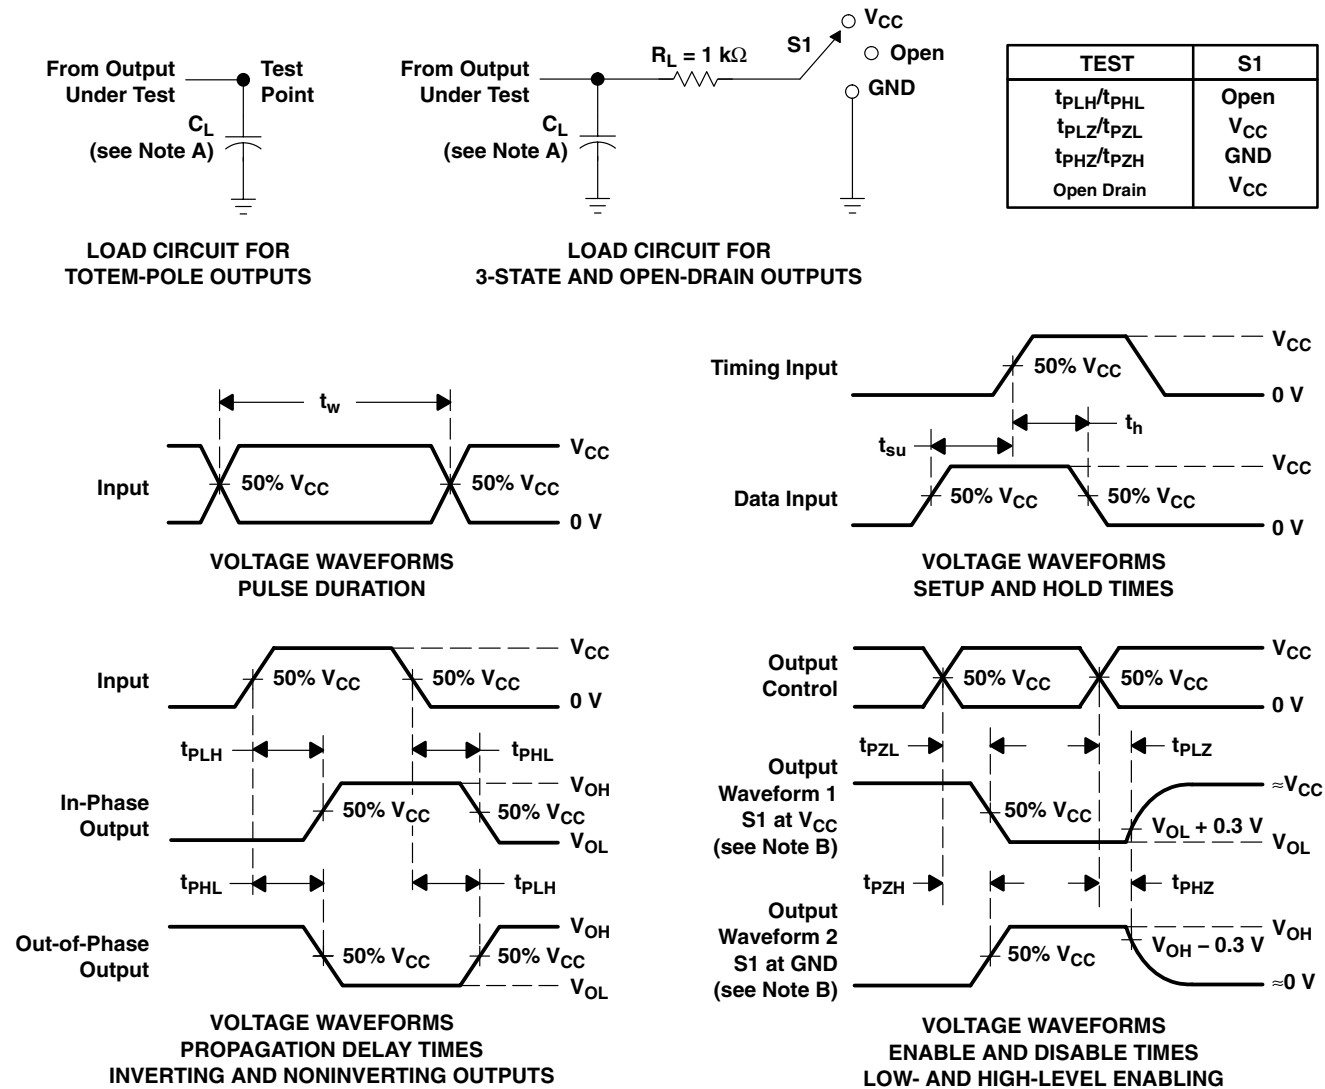 From Output
Under Test
Test
Point
CL
(see Note A)
LOAD CIRCUIT FOR
TOTEM-POLE OUTPUTS
From Output
Under Test
RL = 1 kΩ
S1
VCC
Open
GND
CL
(see Note A)
LOAD CIRCUIT FOR
3-STATE AND OPEN-DRAIN OUTPUTS
TEST S1
tPLH/tPHL Open
tPLZ/tPZL VCC
tPHZ/tPZH GND
Open Drain VCC
tw
Input
50% VCC
50% VCC
VCC
0 V
VOLTAGE WAVEFORMS
PULSE DURATION
Timing Input
50% VCC
VCC
0 V
tsu
th
Data Input
50% VCC
50% VCC
VCC
0 V
VOLTAGE WAVEFORMS
SETUP AND HOLD TIMES
Input
50% VCC
50% VCC
VCC
0 V
tPLH
tPHL
In-Phase
Output
50% VCC
50% VCC
VOH
VOL
tPHL
tPLH
Out-of-Phase
Output
50% VCC
50% VCC
VOH
VOL
VOLTAGE WAVEFORMS
PROPAGATION DELAY TIMES
INVERTING AND NONINVERTING OUTPUTS
Output
Control
50% VCC
50% VCC
VCC
0 V
tPZL
tPLZ
Output
Waveform 1
S1 at VCC
(see Note B)
50% VCC
≈VCC
VOL + 0.3 V
VOL
tPZH
tPHZ
Output
Waveform 2
S1 at GND
(see Note B)
50% VCC
VOH
VOH − 0.3 V
≈0 V
VOLTAGE WAVEFORMS
ENABLE AND DISABLE TIMES
LOW- AND HIGH-LEVEL ENABLING